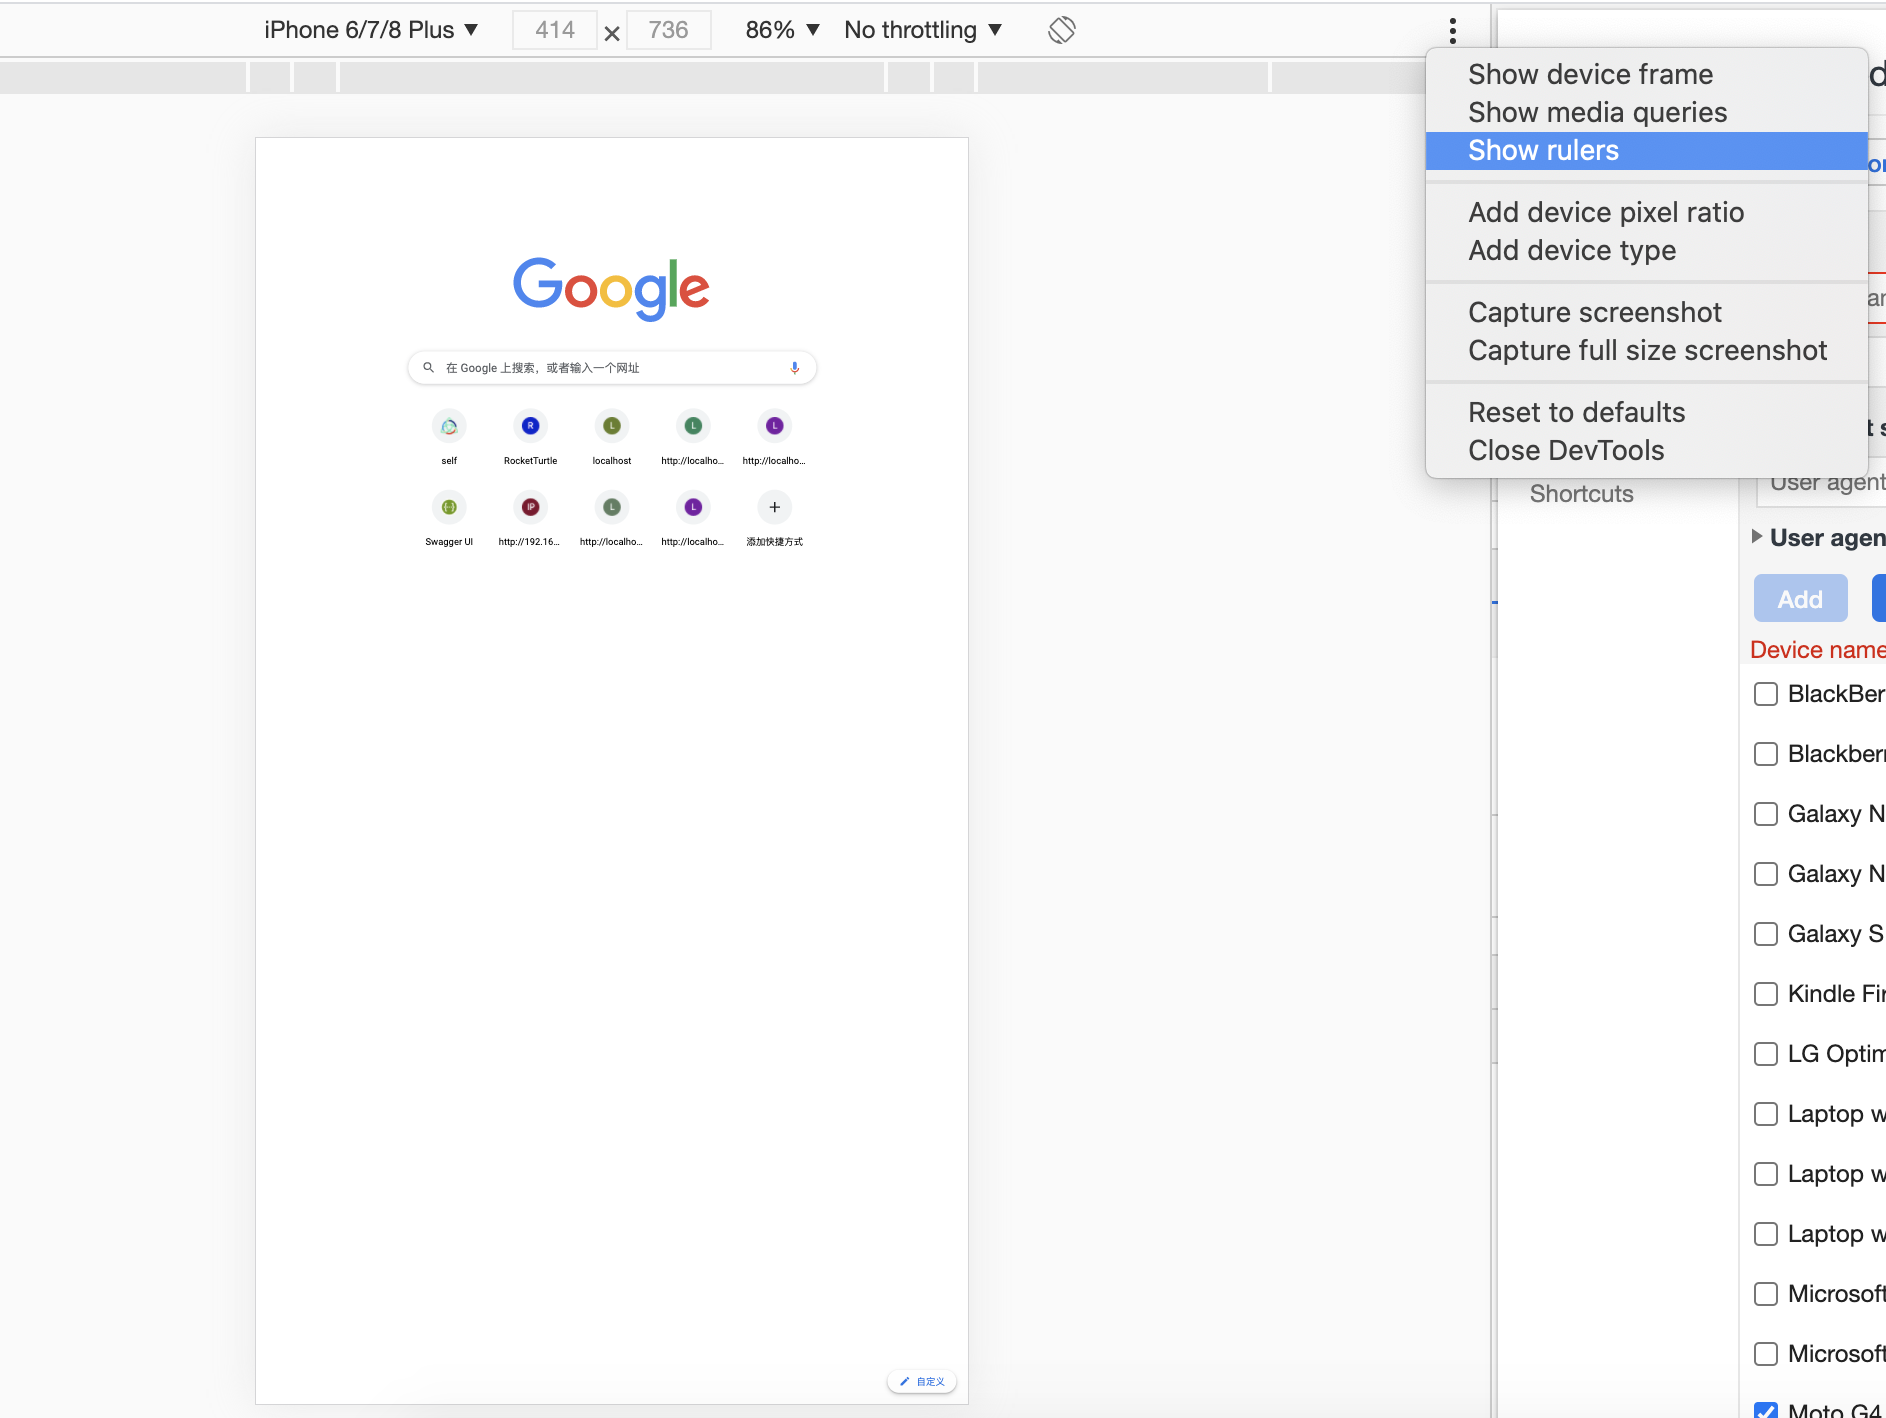 iPhone 6/7/8 Plus ▼ 414 × 736 86% ▼ No throttling ▼
Show device frame
Show media queries
Show rulers
Add device pixel ratio
Add device type
Capture screenshot
Capture full size screenshot
Reset to defaults
Close DevTools
Google
在 Google 上搜索，或者输入一个网址
R L L L
self RocketTurtle localhost http://localho... http://localho...
IP L L +
Swagger UI http://192.16... http://localho... http://localho... 添加快捷方式
自定义
Shortcuts
User agent
User agen
Add
Device name
BlackBer
Blackberr
Galaxy N
Galaxy N
Galaxy S
Kindle Fir
LG Optim
Laptop w
Laptop w
Laptop w
Microsoft
Microsoft
Moto G4